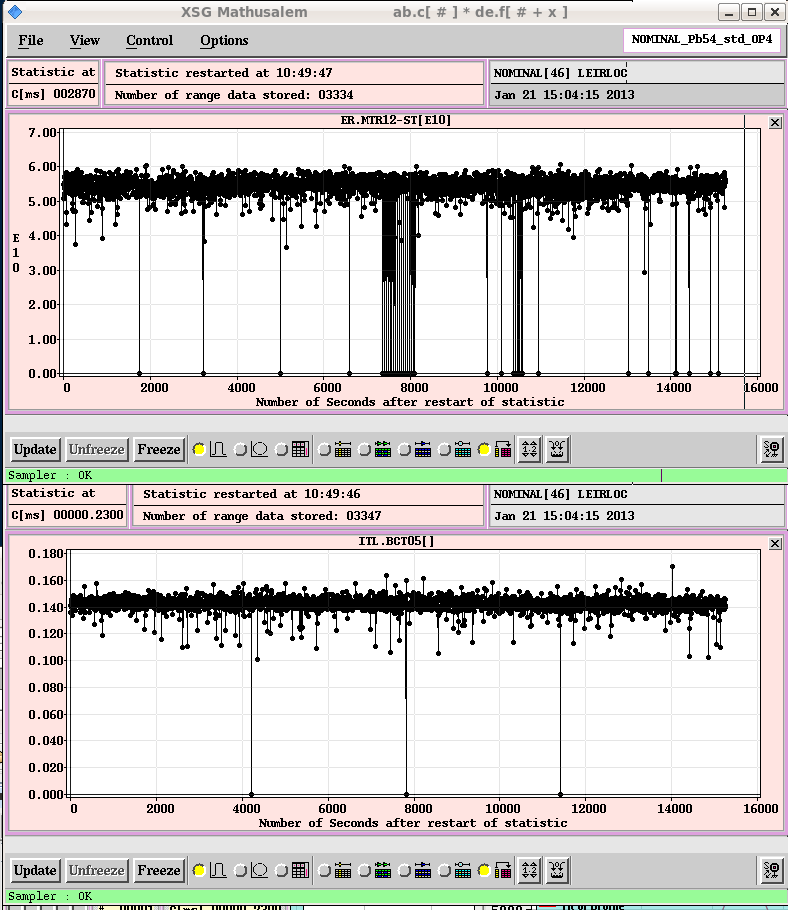 XSG Mathusalem ab.c[ # ] * de.f[ # + x ]
File View Control Options NOMINAL_Pb54_std_OP4
Statistic at Statistic restarted at 10:49:47 NOMINAL[46] LEIRLOC
C[ms] 002870 Number of range data stored: 03334 Jan 21 15:04:15 2013
ER.MTR12-ST[E10]
7.00
6.00
5.00
4.00
E
1
0
3.00
2.00
1.00
0.00
0 2000 4000 6000 8000 10000 12000 14000 16000
Number of Seconds after restart of statistic
Update Unfreeze Freeze
Sampler : OK
Statistic at Statistic restarted at 10:49:46 NOMINAL[46] LEIRLOC
C[ms] 00000.2300 Number of range data stored: 03347 Jan 21 15:04:15 2013
ITL.BCT05[]
0.180
0.160
0.140
0.120
0.100
0.080
0.060
0.040
0.020
0.000
0 2000 4000 6000 8000 10000 12000 14000 16000
Number of Seconds after restart of statistic
Update Unfreeze Freeze
Sampler : OK